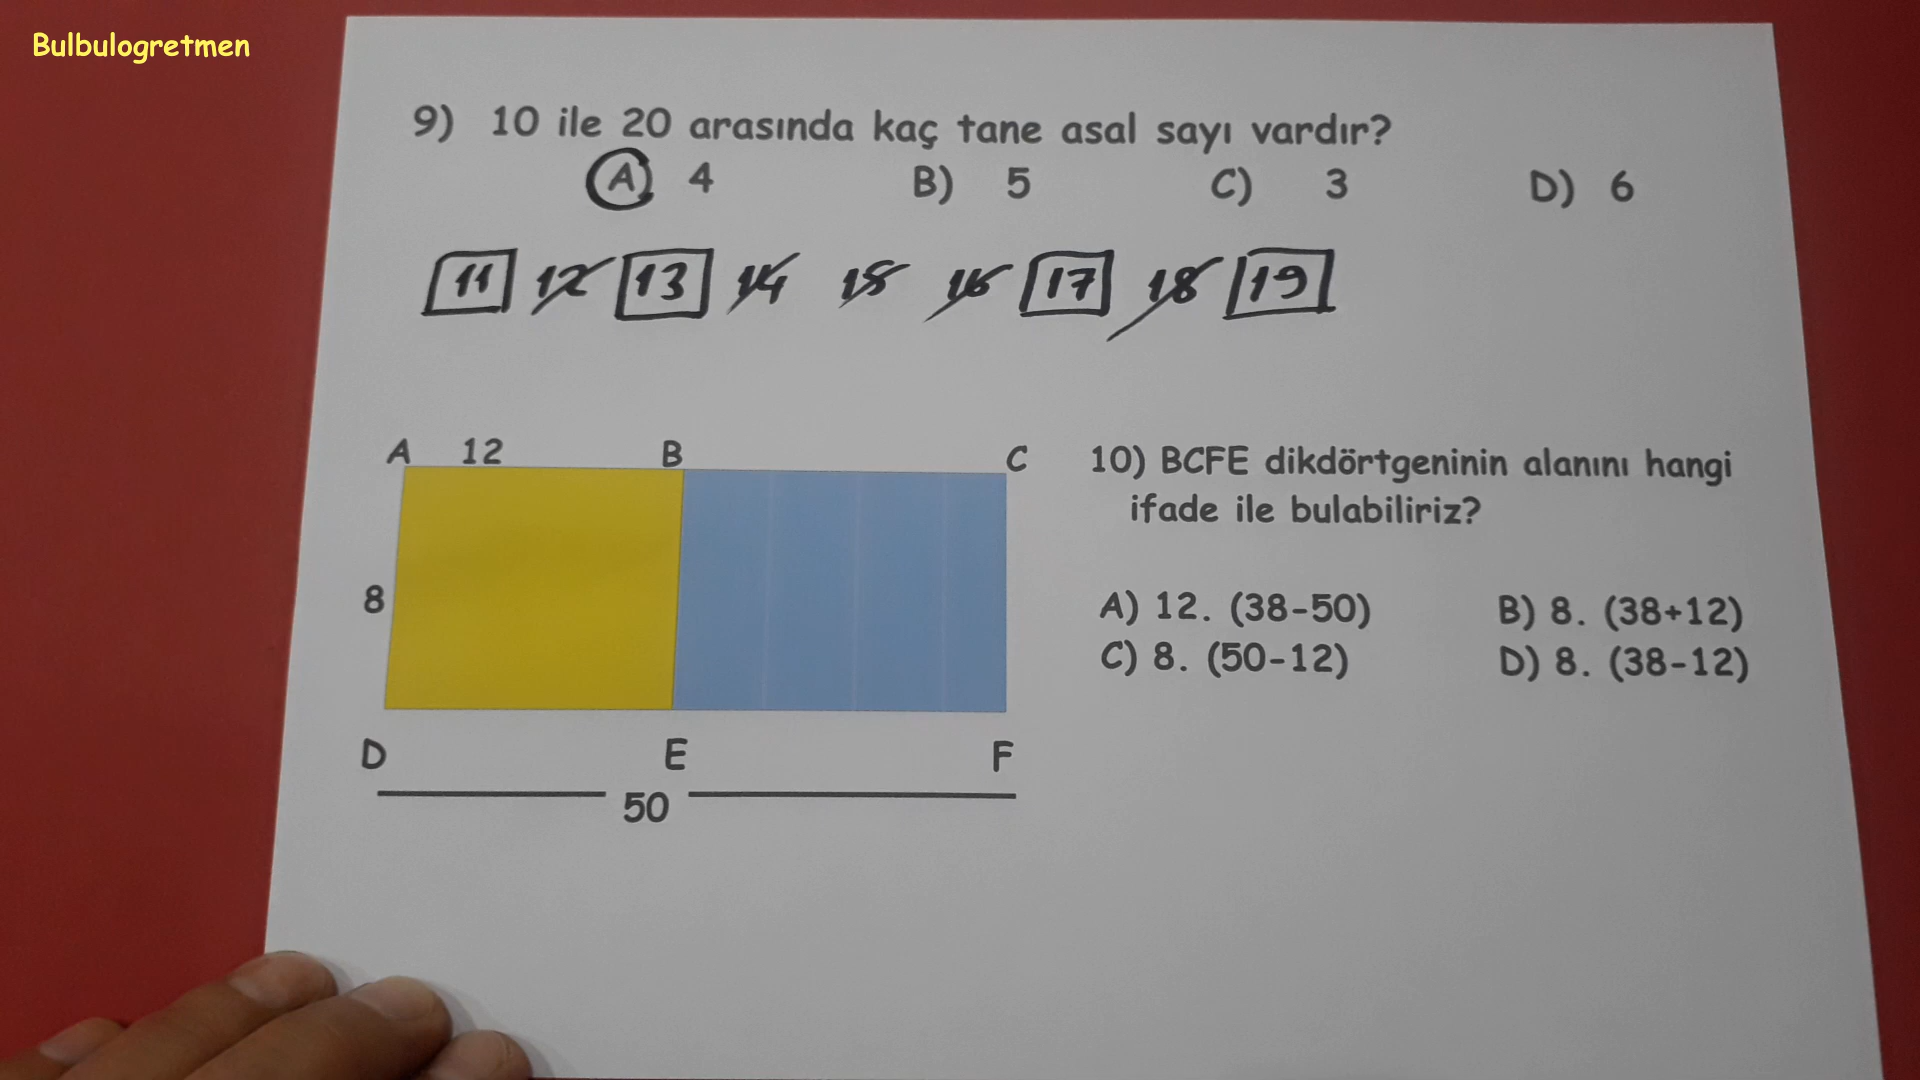 Bulbulogretmen
9) 10 ile 20 arasında kaç tane asal sayı vardır?
A) 4 B) 5 C) 3 D) 6
11 12 13 14 15 16 17 18 19
A 12 B C
8
D E F
50
10) BCFE dikdörtgeninin alanını hangi
ifade ile bulabiliriz?
A) 12. (38-50) B) 8. (38+12)
C) 8. (50-12) D) 8. (38-12)